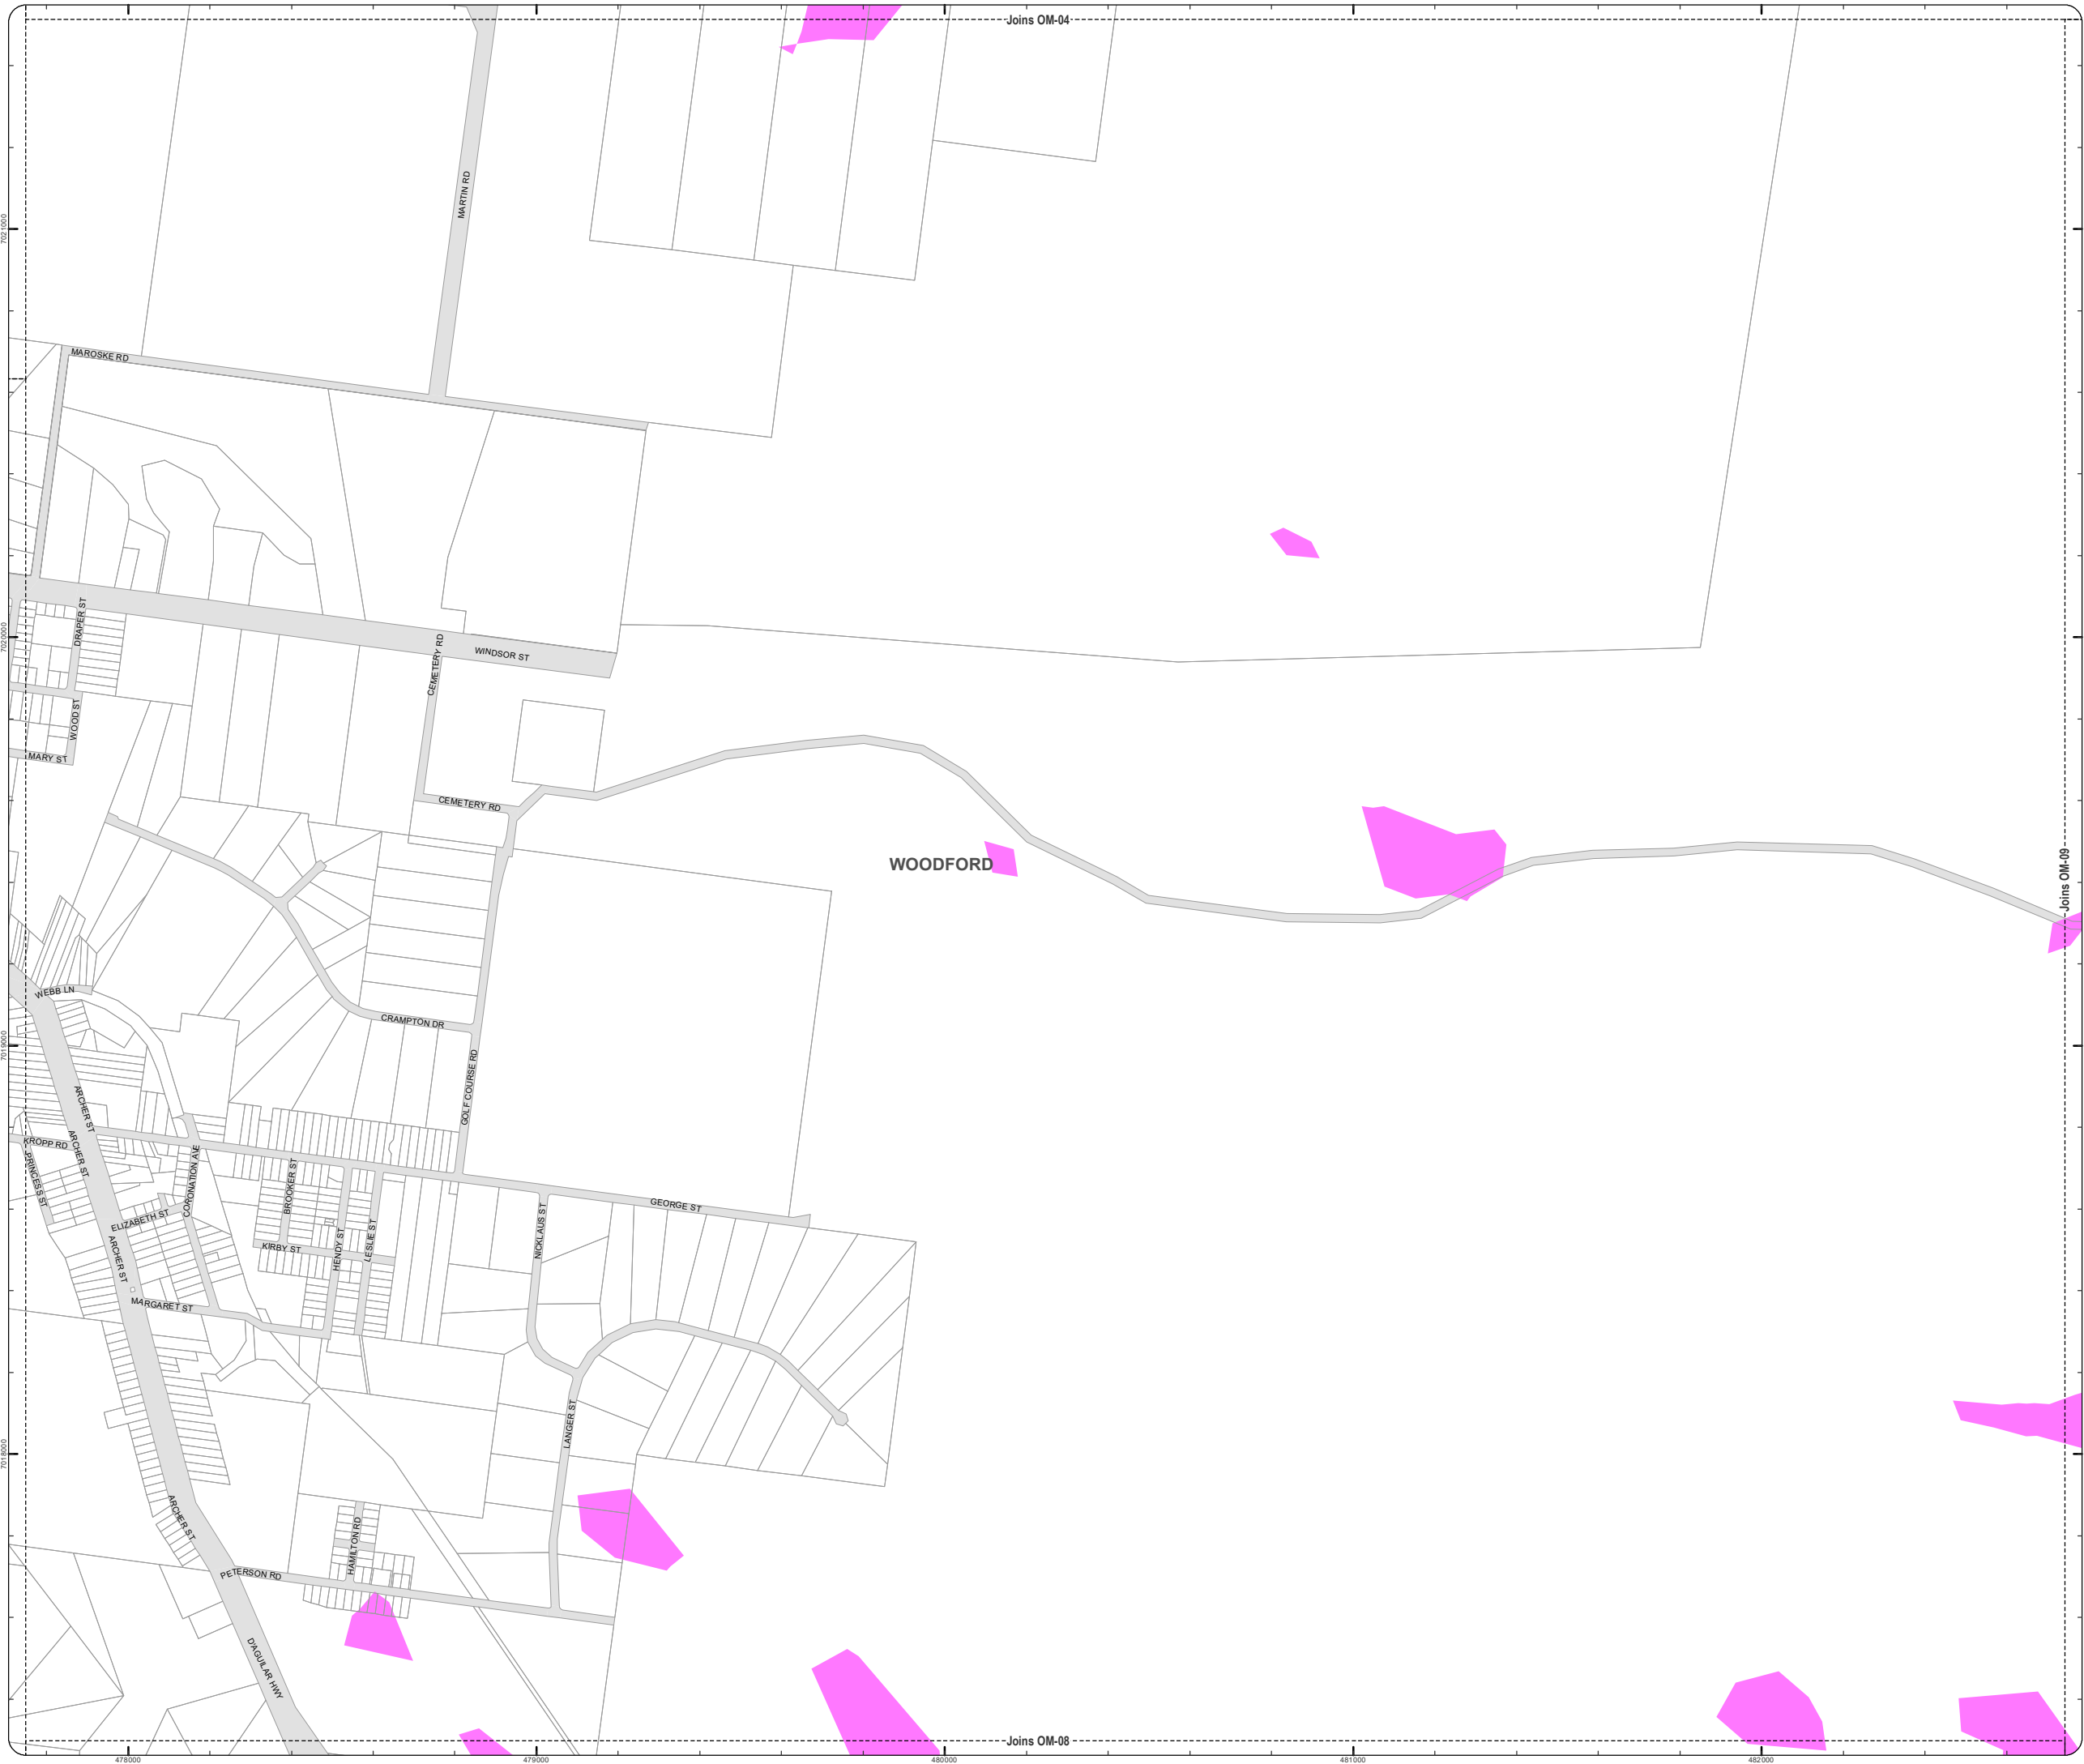 Joins OM-04
MARTIN RD
7021000
MAROSKE RD
DRAPER ST
7020000
CEMETERY RD
WINDSOR ST
WOOD ST
MARY ST
CEMETERY RD
WOODFORD
Joins OM-09
WEBB LN
CRAMPTON DR
7019000
GOLF COURSE RD
ARCHER ST
KROPP RD
ARCHER ST
PRINCESS ST
CORONATION AVE
BROOKER ST
GEORGE ST
ELIZABETH ST
NICKLAUS ST
LESLIE ST
HENDY ST
KIRBY ST
ARCHER ST
MARGARET ST
LANGER ST
7018000
ARCHER ST
HAMILTON RD
PETERSON RD
D'AGUILAR HWY
Joins OM-08
478000
479000
480000
481000
482000